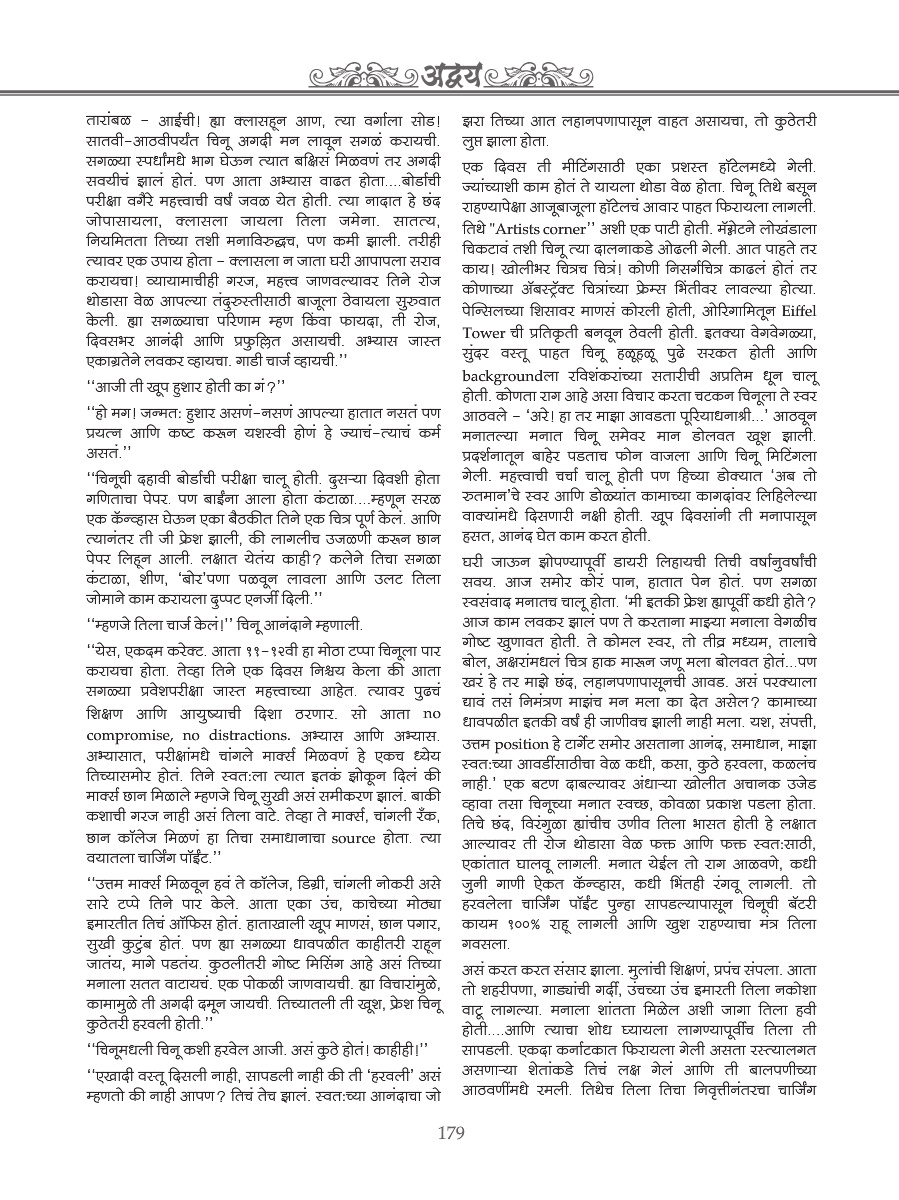 अद्वय
तारांबळ - आईची! ह्या क्लासहून आण, त्या वर्गाला सोड!
सातवी-आठवीपर्यंत चिनू अगदी मन लावून सगळं करायची.
सगळ्या स्पर्धांमधे भाग घेऊन त्यात बक्षिसं मिळवणं तर अगदी
सवयीचं झालं होतं. पण आता अभ्यास वाढत होता....बोर्डाची
परीक्षा वगैरे महत्त्वाची वर्षं जवळ येत होती. त्या नादात हे छंद
जोपासायला, क्लासला जायला तिला जमेना. सातत्य,
नियमितता तिच्या तशी मनाविरुद्धच, पण कमी झाली. तरीही
त्यावर एक उपाय होता - क्लासला न जाता घरी आपापला सराव
करायचा! व्यायामाचीही गरज, महत्त्व जाणवल्यावर तिने रोज
थोडासा वेळ आपल्या तंदुरुस्तीसाठी बाजूला ठेवायला सुरुवात
केली. ह्या सगळ्याचा परिणाम म्हण किंवा फायदा, ती रोज,
दिवसभर आनंदी आणि प्रफुल्लित असायची. अभ्यास जास्त
एकाग्रतेने लवकर व्हायचा. गाडी चार्ज व्हायची.’’
‘‘आजी ती खूप हुशार होती का गं?’’
‘‘हो मग! जन्मत: हुशार असणं-नसणं आपल्या हातात नसतं पण
प्रयत्न आणि कष्ट करून यशस्वी होणं हे ज्याचं-त्याचं कर्म
असतं.’’
‘‘चिनूची दहावी बोर्डाची परीक्षा चालू होती. दुसऱ्या दिवशी होता
गणिताचा पेपर. पण बाईंना आला होता कंटाळा....म्हणून सरळ
एक कॅन्व्हास घेऊन एका बैठकीत तिने एक चित्र पूर्ण केलं. आणि
त्यानंतर ती जी फ्रेश झाली, की लागलीच उजळणी करून छान
पेपर लिहून आली. लक्षात येतंय काही? कलेने तिचा सगळा
कंटाळा, शीण, ‘बोर’पणा पळवून लावला आणि उलट तिला
जोमाने काम करायला दुप्पट एनर्जी दिली.’’
‘‘म्हणजे तिला चार्ज केलं!’’ चिनू आनंदाने म्हणाली.
‘‘येस, एकदम करेक्ट. आता ११-१२वी हा मोठा टप्पा चिनूला पार
करायचा होता. तेव्हा तिने एक दिवस निश्चय केला की आता
सगळ्या प्रवेशपरीक्षा जास्त महत्त्वाच्या आहेत. त्यावर पुढचं
शिक्षण आणि आयुष्याची दिशा ठरणार. सो आता no
compromise, no distractions. अभ्यास आणि अभ्यास.
अभ्यासात, परीक्षांमधे चांगले मार्क्स मिळवणं हे एकच ध्येय
तिच्यासमोर होतं. तिने स्वत:ला त्यात इतकं झोकून दिलं की
मार्क्स छान मिळाले म्हणजे चिनू सुखी असं समीकरण झालं. बाकी
कशाची गरज नाही असं तिला वाटे. तेव्हा ते मार्क्स, चांगली रँक,
छान कॉलेज मिळणं हा तिचा समाधानाचा source होता. त्या
वयातला चार्जिंग पॉईंट.’’
‘‘उत्तम मार्क्स मिळवून हवं ते कॉलेज, डिग्री, चांगली नोकरी असे
सारे टप्पे तिने पार केले. आता एका उंच, काचेच्या मोठ्या
इमारतीत तिचं ऑफिस होतं. हाताखाली खूप माणसं, छान पगार,
सुखी कुटुंब होतं. पण ह्या सगळ्या धावपळीत काहीतरी राहून
जातंय, मागे पडतंय. कुठलीतरी गोष्ट मिसिंग आहे असं तिच्या
मनाला सतत वाटायचं. एक पोकळी जाणवायची. ह्या विचारांमुळे,
कामामुळे ती अगदी दमून जायची. तिच्यातली ती खूश, फ्रेश चिनू
कुठेतरी हरवली होती.’’
‘‘चिनूमधली चिनू कशी हरवेल आजी. असं कुठे होतं! काहीही!’’
‘‘एखादी वस्तू दिसली नाही, सापडली नाही की ती ‘हरवली’ असं
म्हणतो की नाही आपण? तिचं तेच झालं. स्वत:च्या आनंदाचा जो
झरा तिच्या आत लहानपणापासून वाहत असायचा, तो कुठेतरी
लुप्त झाला होता.
एक दिवस ती मीटिंगसाठी एका प्रशस्त हॉटेलमध्ये गेली.
ज्यांच्याशी काम होतं ते यायला थोडा वेळ होता. चिनू तिथे बसून
राहण्यापेक्षा आजूबाजूला हॉटेलचं आवार पाहत फिरायला लागली.
तिथे "Artists corner’’ अशी एक पाटी होती. मॅग्नेटने लोखंडाला
चिकटावं तशी चिनू त्या दालनाकडे ओढली गेली. आत पाहते तर
काय! खोलीभर चित्रच चित्रं! कोणी निसर्गचित्र काढलं होतं तर
कोणाच्या ॲबस्ट्रॅक्ट चित्रांच्या फ्रेम्स भिंतीवर लावल्या होत्या.
पेन्सिलच्या शिसावर माणसं कोरली होती, ओरिगामितून Eiffel
Tower ची प्रतिकृती बनवून ठेवली होती. इतक्या वेगवेगळ्या,
सुंदर वस्तू पाहत चिनू हळूहळू पुढे सरकत होती आणि
backgroundला रविशंकरांच्या सतारीची अप्रतिम धून चालू
होती. कोणता राग आहे असा विचार करता चटकन चिनूला ते स्वर
आठवले - ‘अरे! हा तर माझा आवडता पूरियाधनाश्री...’ आठवून
मनातल्या मनात चिनू समेवर मान डोलवत खूश झाली.
प्रदर्शनातून बाहेर पडताच फोन वाजला आणि चिनू मिटिंगला
गेली. महत्त्वाची चर्चा चालू होती पण हिच्या डोक्यात ‘अब तो
रुतमान’चे स्वर आणि डोळ्यांत कामाच्या कागदांवर लिहिलेल्या
वाक्यांमधे दिसणारी नक्षी होती. खूप दिवसांनी ती मनापासून
हसत, आनंद घेत काम करत होती.
घरी जाऊन झोपण्यापूर्वी डायरी लिहायची तिची वर्षानुवर्षांची
सवय. आज समोर कोरं पान, हातात पेन होतं. पण सगळा
स्वसंवाद मनातच चालू होता. ‘मी इतकी फ्रेश ह्यापूर्वी कधी होते?
आज काम लवकर झालं पण ते करताना माझ्या मनाला वेगळीच
गोष्ट खुणावत होती. ते कोमल स्वर, तो तीव्र मध्यम, तालाचे
बोल, अक्षरांमधलं चित्र हाक मारून जणू मला बोलवत होतं...पण
खरं हे तर माझे छंद, लहानपणापासूनची आवड. असं परक्याला
द्यावं तसं निमंत्रण माझंच मन मला का देत असेल? कामाच्या
धावपळीत इतकी वर्षं ही जाणीवच झाली नाही मला. यश, संपत्ती,
उत्तम position हे टार्गेट समोर असताना आनंद, समाधान, माझा
स्वत:च्या आवडींसाठीचा वेळ कधी, कसा, कुठे हरवला, कळलंच
नाही.’ एक बटण दाबल्यावर अंधाऱ्या खोलीत अचानक उजेड
व्हावा तसा चिनूच्या मनात स्वच्छ, कोवळा प्रकाश पडला होता.
तिचे छंद, विरंगुळा ह्यांचीच उणीव तिला भासत होती हे लक्षात
आल्यावर ती रोज थोडासा वेळ फक्त आणि फक्त स्वत:साठी,
एकांतात घालवू लागली. मनात येईल तो राग आळवणे, कधी
जुनी गाणी ऐकत कॅन्व्हास, कधी भिंतही रंगवू लागली. तो
हरवलेला चार्जिंग पॉईंट पुन्हा सापडल्यापासून चिनूची बॅटरी
कायम १००% राहू लागली आणि खुश राहण्याचा मंत्र तिला
गवसला.
असं करत करत संसार झाला. मुलांची शिक्षणं, प्रपंच संपला. आता
तो शहरीपणा, गाड्यांची गर्दी, उंचच्या उंच इमारती तिला नकोशा
वाटू लागल्या. मनाला शांतता मिळेल अशी जागा तिला हवी
होती....आणि त्याचा शोध घ्यायला लागण्यापूर्वीच तिला ती
सापडली. एकदा कर्नाटकात फिरायला गेली असता रस्त्यालगत
असणाऱ्या शेतांकडे तिचं लक्ष गेलं आणि ती बालपणीच्या
आठवणींमधे रमली. तिथेच तिला तिचा निवृत्तीनंतरचा चार्जिंग
179